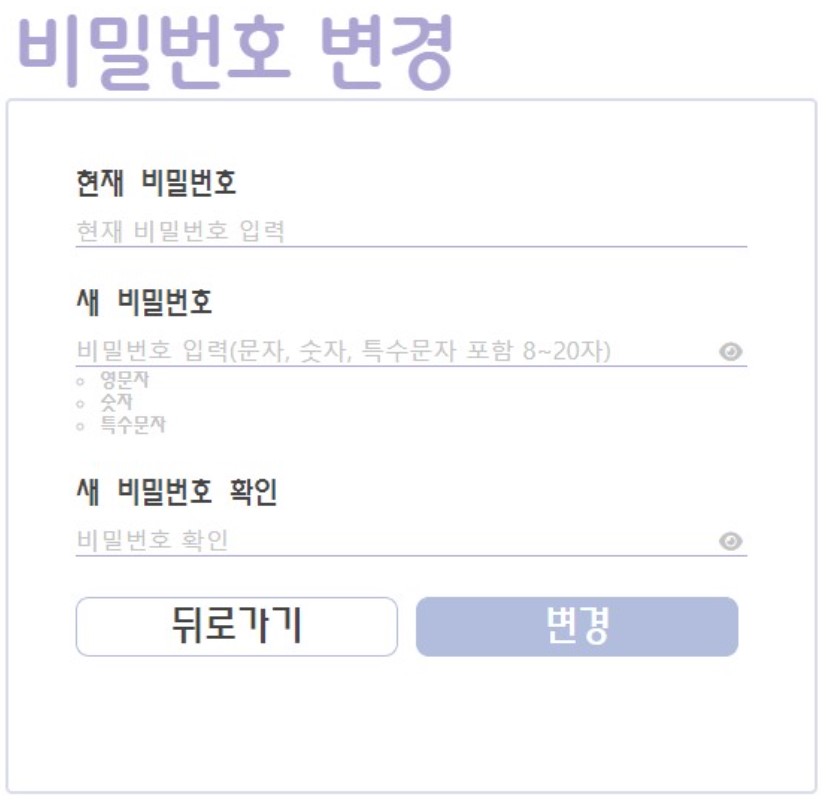 비밀번호 변경
현재 비밀번호
현재 비밀번호 입력
새 비밀번호
비밀번호 입력(문자, 숫자, 특수문자 포함 8~20자)
영문자
숫자
특수문자
새 비밀번호 확인
비밀번호 확인
뒤로가기 변경